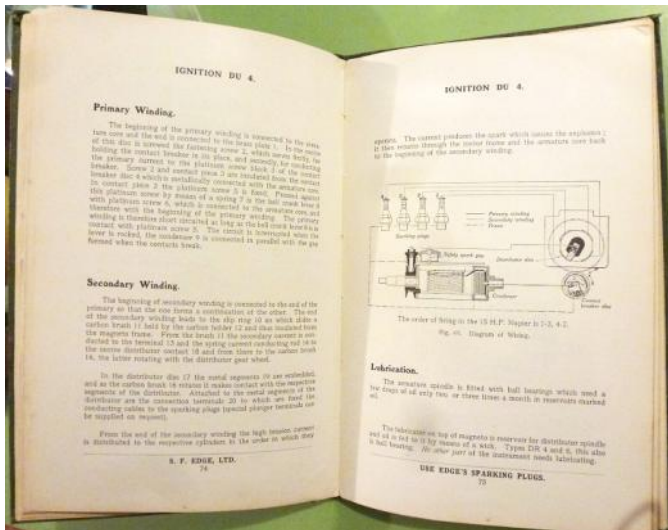 IGNITION DU 4.
Primary Winding.
The beginning of the primary winding is connected to the arma-
ture core and the end is connected to the brass plate 1. In the centre
of this disc is screwed the fastening screw 2, which serves firstly, for
holding the contact breaker in its place, and secondly, for conducting
the primary current to the platinum screw block 3 of the contact
breaker. Screw 2 and contact piece 3 are insulated from the contact
breaker disc 4 which is metallically connected with the armature core.
In contact piece 3 the platinum screw 5 is fixed. Pressed against
this platinum screw by means of a spring 7 is the bell crank lever 8
with platinum screw 6, which is connected to the armature core, and
therefore with the beginning of the primary winding. The primary
winding is therefore short circuited as long as the bell crank lever 8 is in
contact with platinum screw 5. The circuit is interrupted when the
lever is rocked, the condenser 9 is connected in parallel with the gap
formed when the contacts break.
Secondary Winding.
The beginning of secondary winding is connected to the end of the
primary so that the one forms a continuation of the other. The end
of the secondary winding leads to the slip ring 10 on which slides a
carbon brush 11 held by the carbon holder 12 and thus insulated from
the magneto frame. From the brush 11 the secondary current is con-
ducted to the terminal 13 and the spring current conducting rod 14 to
the centre distributor contact 15 and from there to the carbon brush
16, the latter rotating with the distributor gear wheel.
In the distributor disc 17 the metal segments 19 are embedded,
and as the carbon brush 16 rotates it makes contact with the respective
segments of the distributor. Attached to the metal segments of the
distributor are the connection terminals 20 to which are fixed the
conducting cables to the sparking plugs (special plunger terminals can
be supplied on request).
From the end of the secondary winding the high tension current
is distributed to the respective cylinders in the order in which they
S. F. EDGE, LTD.
74
IGNITION DU 4.
operate. The current produces the spark which causes the explosion;
it then returns through the motor frame and the armature core back
to the beginning of the secondary winding.
Primary winding
Secondary winding
Frame
Sparking plugs
Safety spark gap
Distributor disc
Condenser
Contact
breaker disc
The order of firing in the 15 H.P. Napier is 1-3, 4-2.
Diagram of Wiring.
Lubrication.
The armature spindle is fitted with ball bearings which need a
few drops of oil only two or three times a month in reservoirs marked
oil.
The lubricator on top of magneto is reservoir for distributor spindle
and oil is fed to it by means of a wick. Types DR 4 and 6, this also
is ball bearing. No other part of the instrument needs lubricating.
USE EDGE'S SPARKING PLUGS.
75